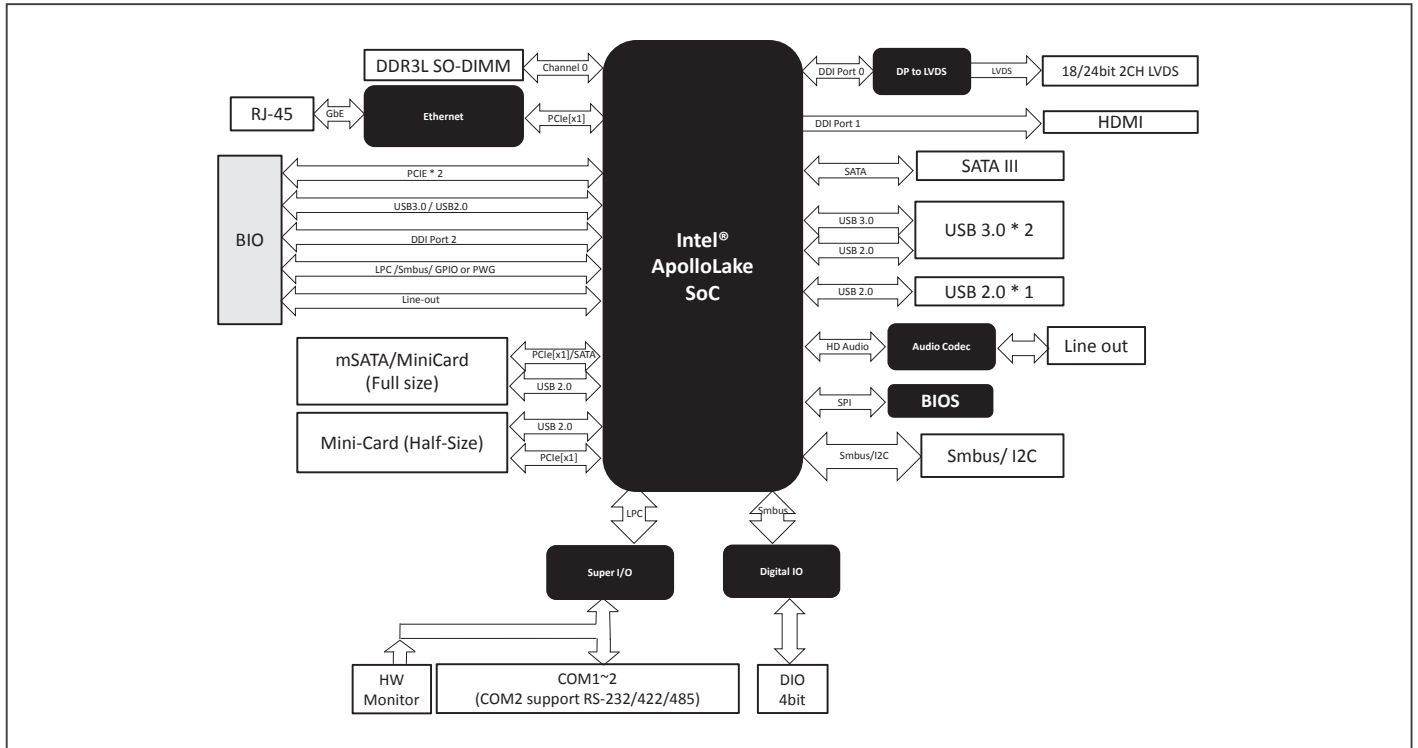 DDR3L SO-DIMM
Channel 0
RJ-45
GbE
Ethernet
PCIe[x1]
BIO
PCIE * 2
USB3.0 / USB2.0
DDI Port 2
LPC /Smbus/ GPIO or PWG
Line-out
mSATA/MiniCard
(Full size)
PCIe[x1]/SATA
USB 2.0
Mini-Card (Half-Size)
USB 2.0
PCIe[x1]
Intel®
ApolloLake
SoC
DDI Port 0
DP to LVDS
LVDS
18/24bit 2CH LVDS
DDI Port 1
HDMI
SATA
SATA III
USB 3.0
USB 2.0
USB 3.0 * 2
USB 2.0
USB 2.0 * 1
HD Audio
Audio Codec
Line out
SPI
BIOS
Smbus/I2C
Smbus/ I2C
LPC
Smbus
Super I/O
Digital IO
HW
Monitor
COM1~2
(COM2 support RS-232/422/485)
DIO
4bit